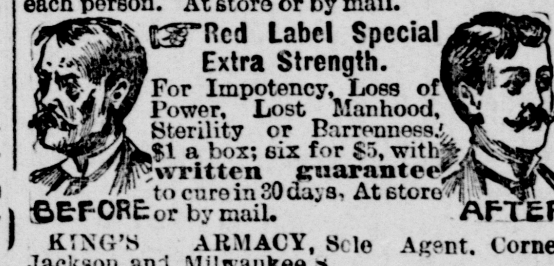 each person. At store or by mail.
Red Label Special
Extra Strength.
For Impotency, Loss of
Power, Lost Manhood,
Sterility or Barrenness.
$1 a box; six for $5, with
written guarantee
to cure in 30 days. At store
BEFORE or by mail. AFTER
KING'S ARMACY, Sole Agent. Corne
Jackson and Milwaukee s